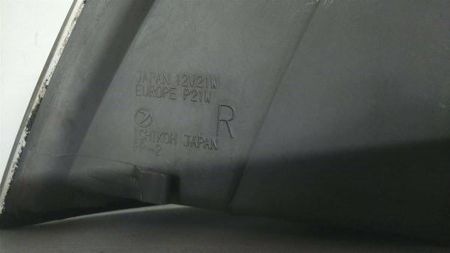 JAPAN 12V21W
EUROPE P21W
R
ICHIKOH JAPAN